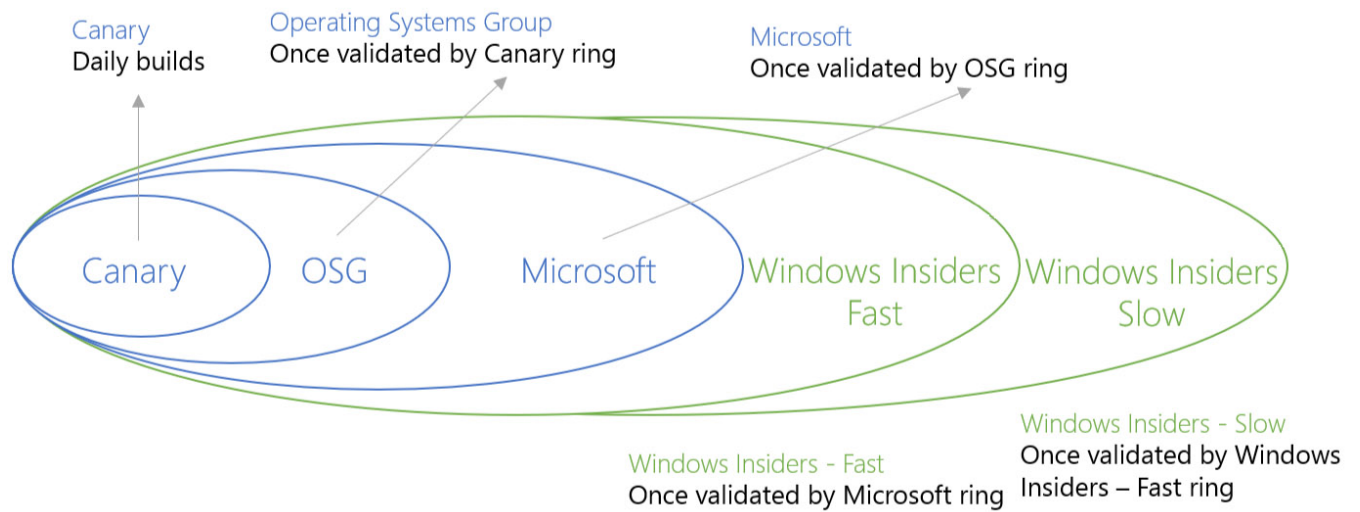 Canary
Daily builds
Operating Systems Group
Once validated by Canary ring
Microsoft
Once validated by OSG ring
Canary
OSG
Microsoft
Windows Insiders
Fast
Windows Insiders
Slow
Windows Insiders - Fast
Once validated by Microsoft ring
Windows Insiders - Slow
Once validated by Windows
Insiders – Fast ring